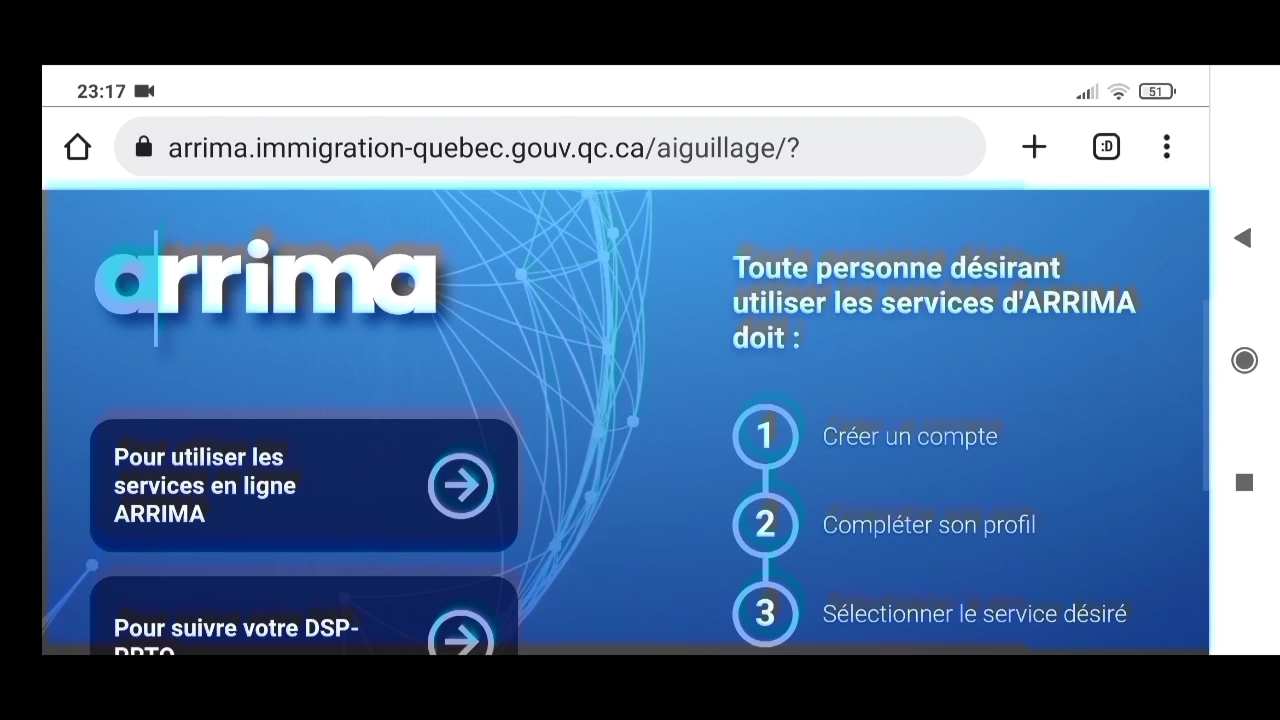 23:17
51
arrima.immigration-quebec.gouv.qc.ca/aiguillage/?
:D
arrima
Toute personne désirant
utiliser les services d'ARRIMA
doit :
Pour utiliser les
services en ligne
ARRIMA
1
Créer un compte
2
Compléter son profil
3
Sélectionner le service désiré
Pour suivre votre DSP-